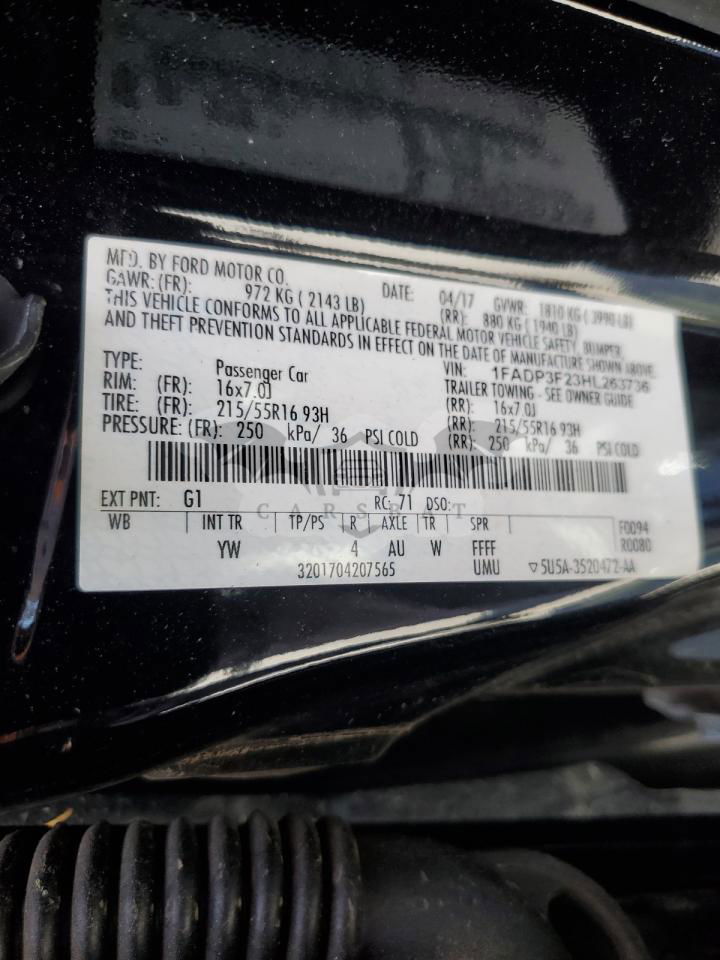 MFD. BY FORD MOTOR CO. DATE: 04/17 GVWR: 1810 KG ( 3990 LB)
GAWR: (FR): 972 KG ( 2143 LB) (RR): 880 KG ( 1940 LB)
THIS VEHICLE CONFORMS TO ALL APPLICABLE FEDERAL MOTOR VEHICLE SAFETY, BUMPER,
AND THEFT PREVENTION STANDARDS IN EFFECT ON THE DATE OF MANUFACTURE SHOWN ABOVE.
VIN: 1FADP3F23HL263736
TYPE: Passenger Car TRAILER TOWING - SEE OWNER GUIDE
RIM: (FR): 16x7.0J (RR): 16x7.0J
TIRE: (FR): 215/55R16 93H (RR): 215/55R16 93H
PRESSURE: (FR): 250 kPa/ 36 PSI COLD (RR): 250 kPa/ 36 PSI COLD
EXT PNT: G1 RC: 71 DSO:
CARSBAT
WB INT TR TP/PS R AXLE TR SPR F0094
YW 4 AU W FFFF R0080
3201704207565 UMU ▽5U5A-3520472-AA